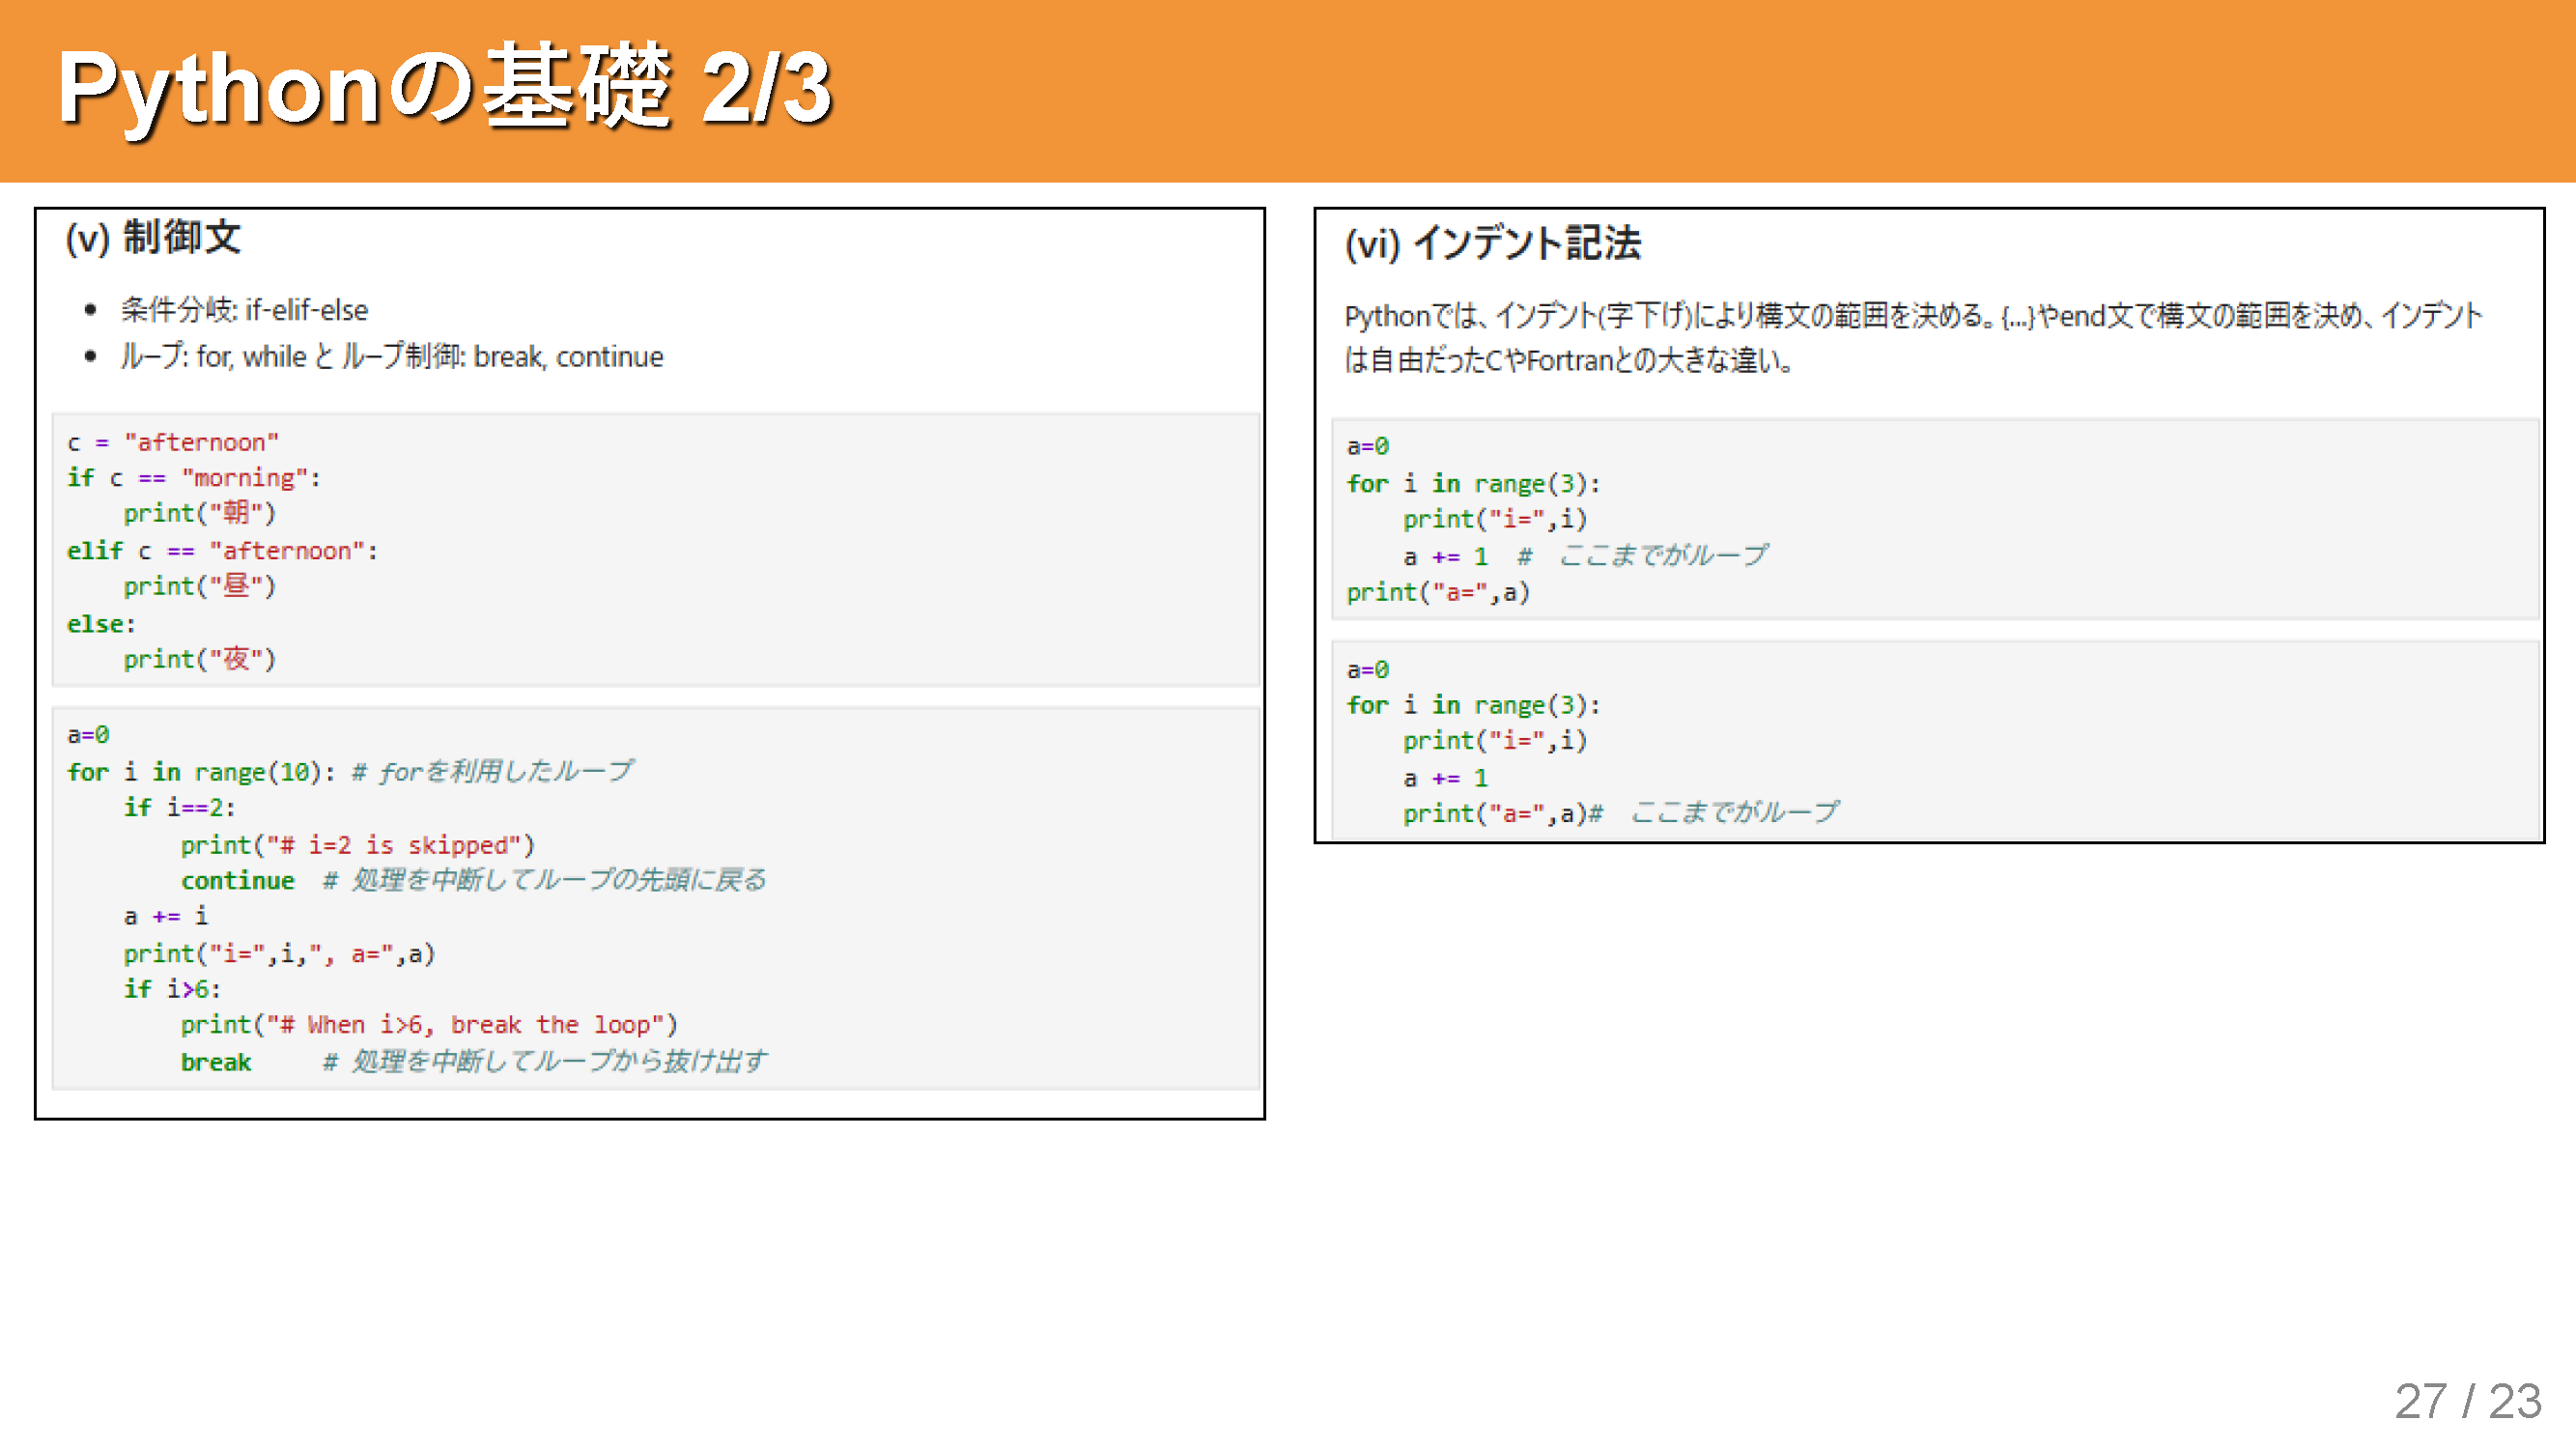 Pythonの基礎 2/3
(v) 制御文
• 条件分岐: if-elif-else
• ループ: for, while と ループ制御: break, continue
c = "afternoon"
if c == "morning":
    print("朝")
elif c == "afternoon":
    print("昼")
else:
    print("夜")
a=0
for i in range(10): # forを利用したループ
    if i==2:
        print("# i=2 is skipped")
        continue  # 処理を中断してループの先頭に戻る
    a += i
    print("i=",i,", a=",a)
    if i>6:
        print("# When i>6, break the loop")
        break     # 処理を中断してループから抜け出す
(vi) インデント記法
Pythonでは、インデント(字下げ)により構文の範囲を決める。{...}やend文で構文の範囲を決め、インデント
は自由だったCやFortranとの大きな違い。
a=0
for i in range(3):
    print("i=",i)
    a += 1  #  ここまでがループ
print("a=",a)
a=0
for i in range(3):
    print("i=",i)
    a += 1
    print("a=",a)#  ここまでがループ
27 / 23